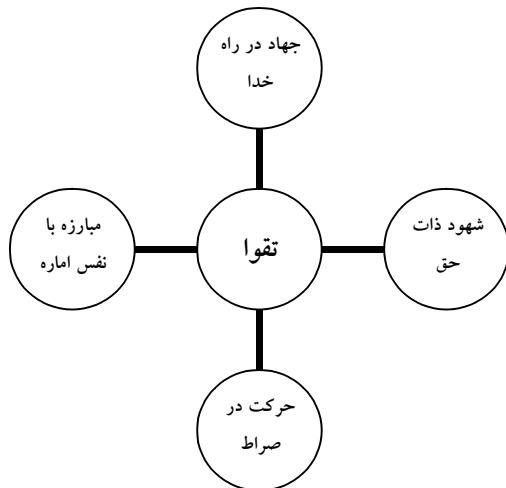 جهاد در راه
خدا
شهود ذات
حق
تقوا
مبارزه با
نفس اماره
حرکت در
صراط